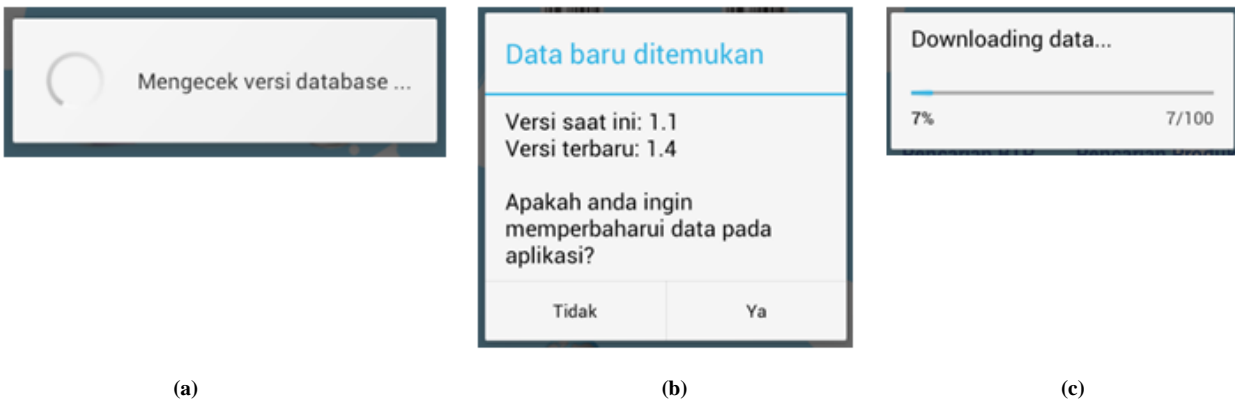 Mengecek versi database ...
Data baru ditemukan
Versi saat ini: 1.1
Versi terbaru: 1.4
Apakah anda ingin
memperbaharui data pada
aplikasi?
Tidak
Ya
Downloading data...
7%
7/100
(a)
(b)
(c)